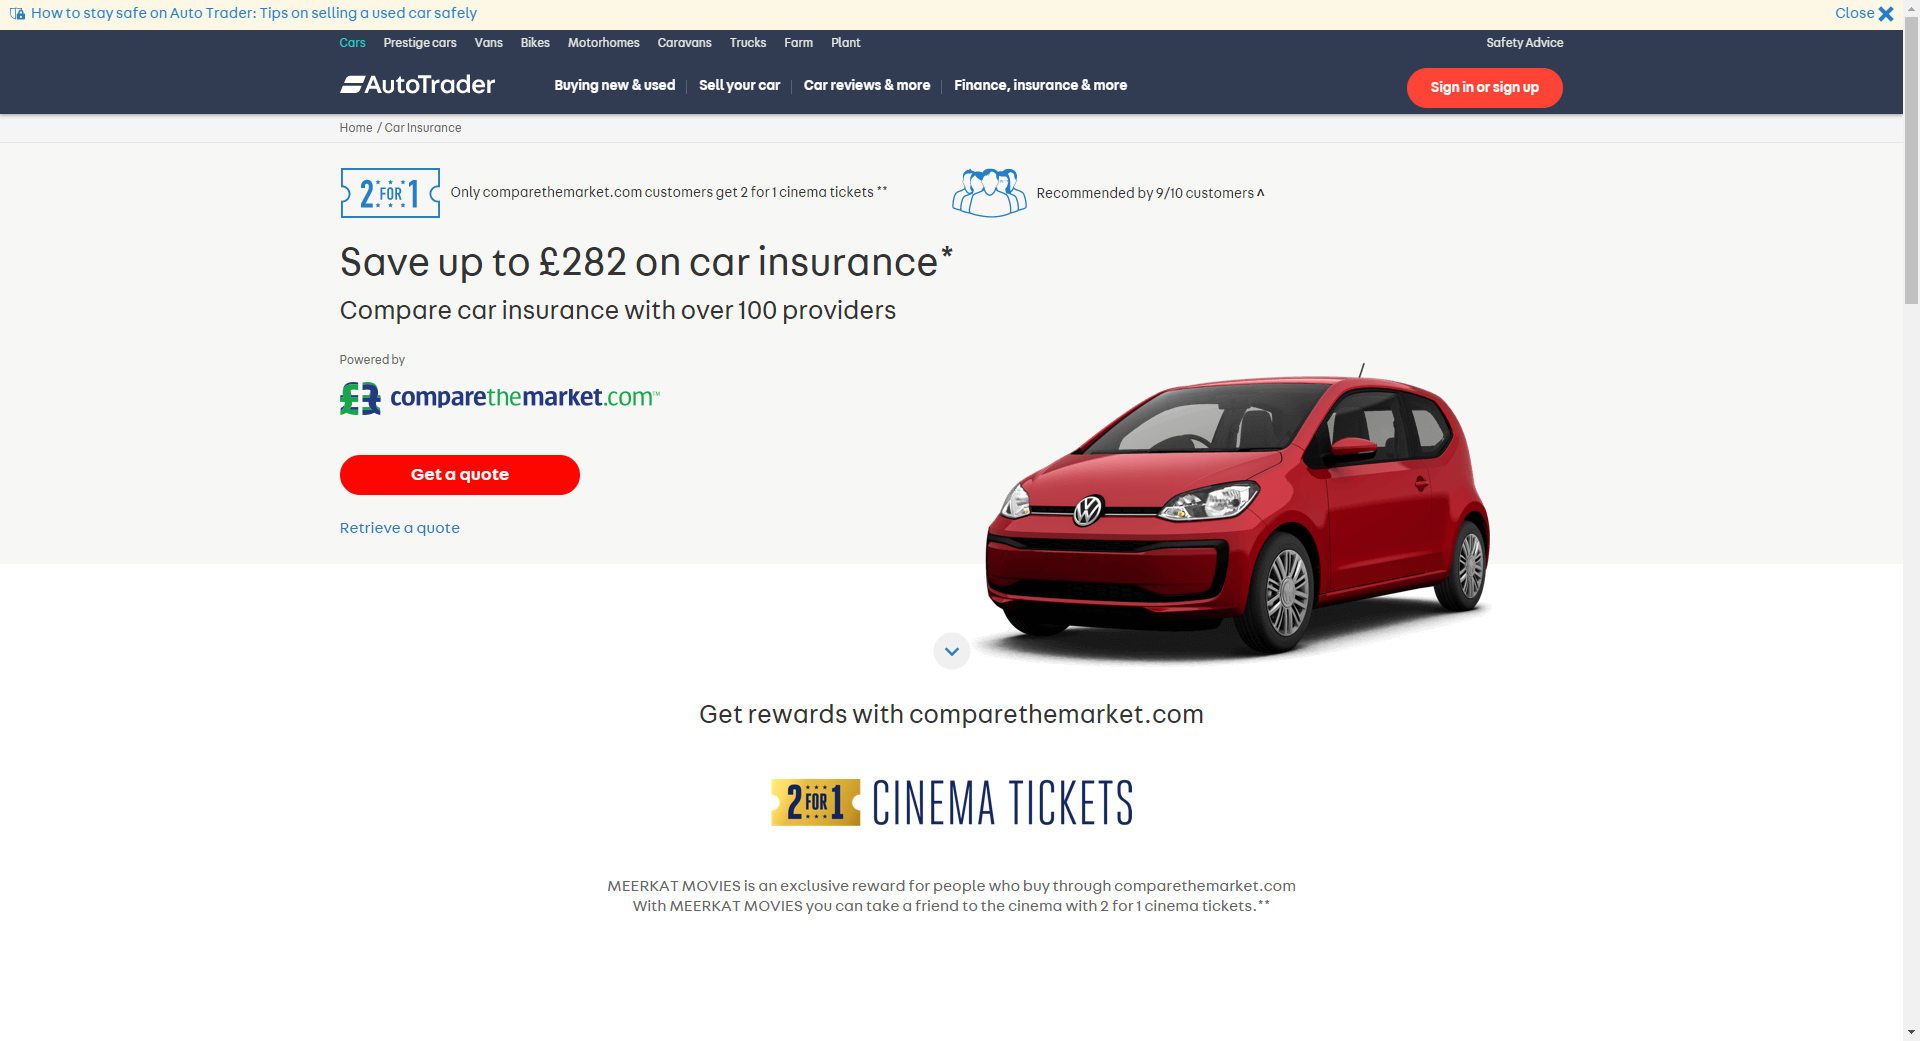 How to stay safe on Auto Trader: Tips on selling a used car safely
Close
Cars Prestige cars Vans Bikes Motorhomes Caravans Trucks Farm Plant
Safety Advice
AutoTrader
Buying new & used
Sell your car
Car reviews & more
Finance, insurance & more
Sign in or sign up
Home / Car Insurance
2 FOR 1
Only comparethemarket.com customers get 2 for 1 cinema tickets **
Recommended by 9/10 customers ^
Save up to £282 on car insurance*
Compare car insurance with over 100 providers
Powered by
comparethemarket.com™
Get a quote
Retrieve a quote
Get rewards with comparethemarket.com
2 FOR 1 CINEMA TICKETS
MEERKAT MOVIES is an exclusive reward for people who buy through comparethemarket.com
With MEERKAT MOVIES you can take a friend to the cinema with 2 for 1 cinema tickets.**